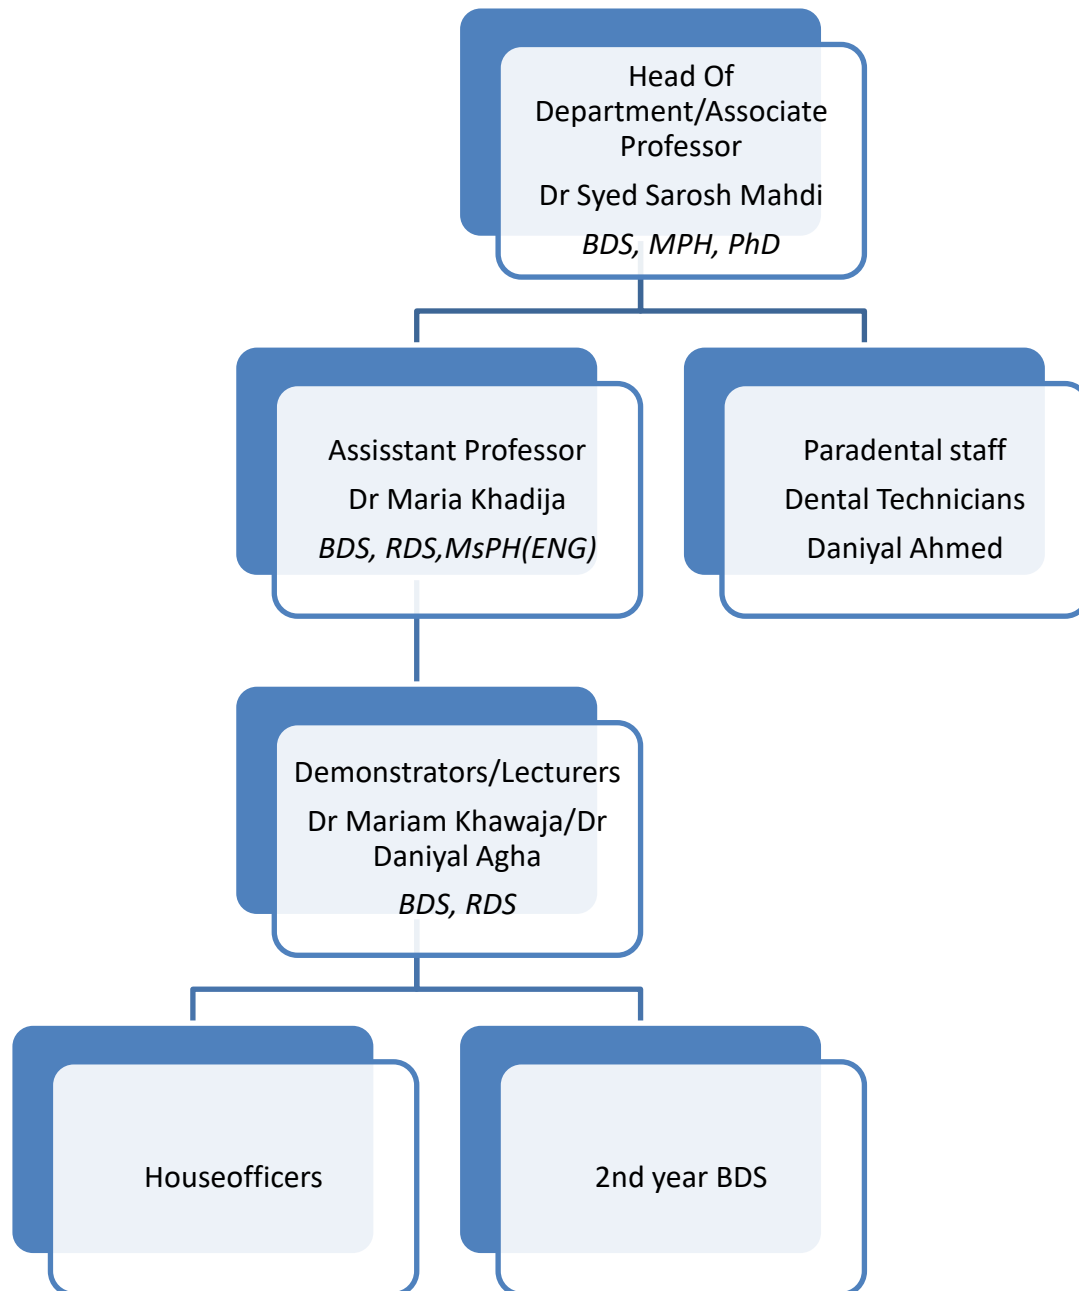 Head Of
Department/Associate
Professor
Dr Syed Sarosh Mahdi
BDS, MPH, PhD
Assisstant Professor
Dr Maria Khadija
BDS, RDS,MsPH(ENG)
Paradental staff
Dental Technicians
Daniyal Ahmed
Demonstrators/Lecturers
Dr Mariam Khawaja/Dr
Daniyal Agha
BDS, RDS
Houseofficers
2nd year BDS